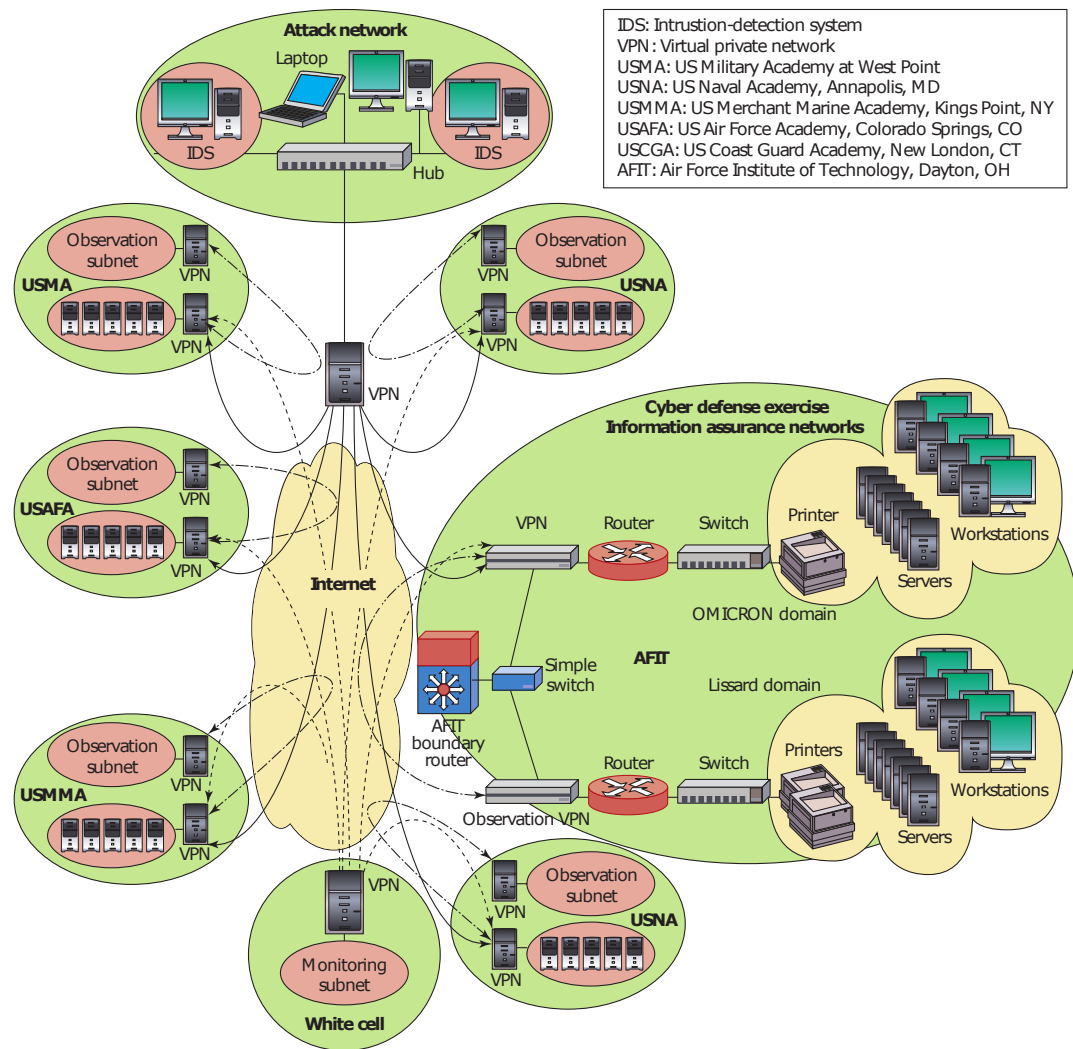 Attack network
Laptop
IDS
IDS
Hub
IDS: Intrusion-detection system
VPN: Virtual private network
USMA: US Military Academy at West Point
USNA: US Naval Academy, Annapolis, MD
USMMA: US Merchant Marine Academy, Kings Point, NY
USAFA: US Air Force Academy, Colorado Springs, CO
USCGA: US Coast Guard Academy, New London, CT
AFIT: Air Force Institute of Technology, Dayton, OH
Observation
subnet
VPN
USMA
VPN
Observation
subnet
VPN
USNA
VPN
VPN
Cyber defense exercise
Information assurance networks
Observation
subnet
VPN
USAFA
VPN
Internet
VPN
Router
Switch
Printer
Workstations
Servers
OMICRON domain
AFIT
Simple
switch
AFIT
boundary
router
Lissard domain
Observation VPN
Router
Switch
Printers
Workstations
Servers
Observation
subnet
VPN
USMMA
VPN
VPN
Monitoring
subnet
White cell
Observation
subnet
VPN
USNA
VPN